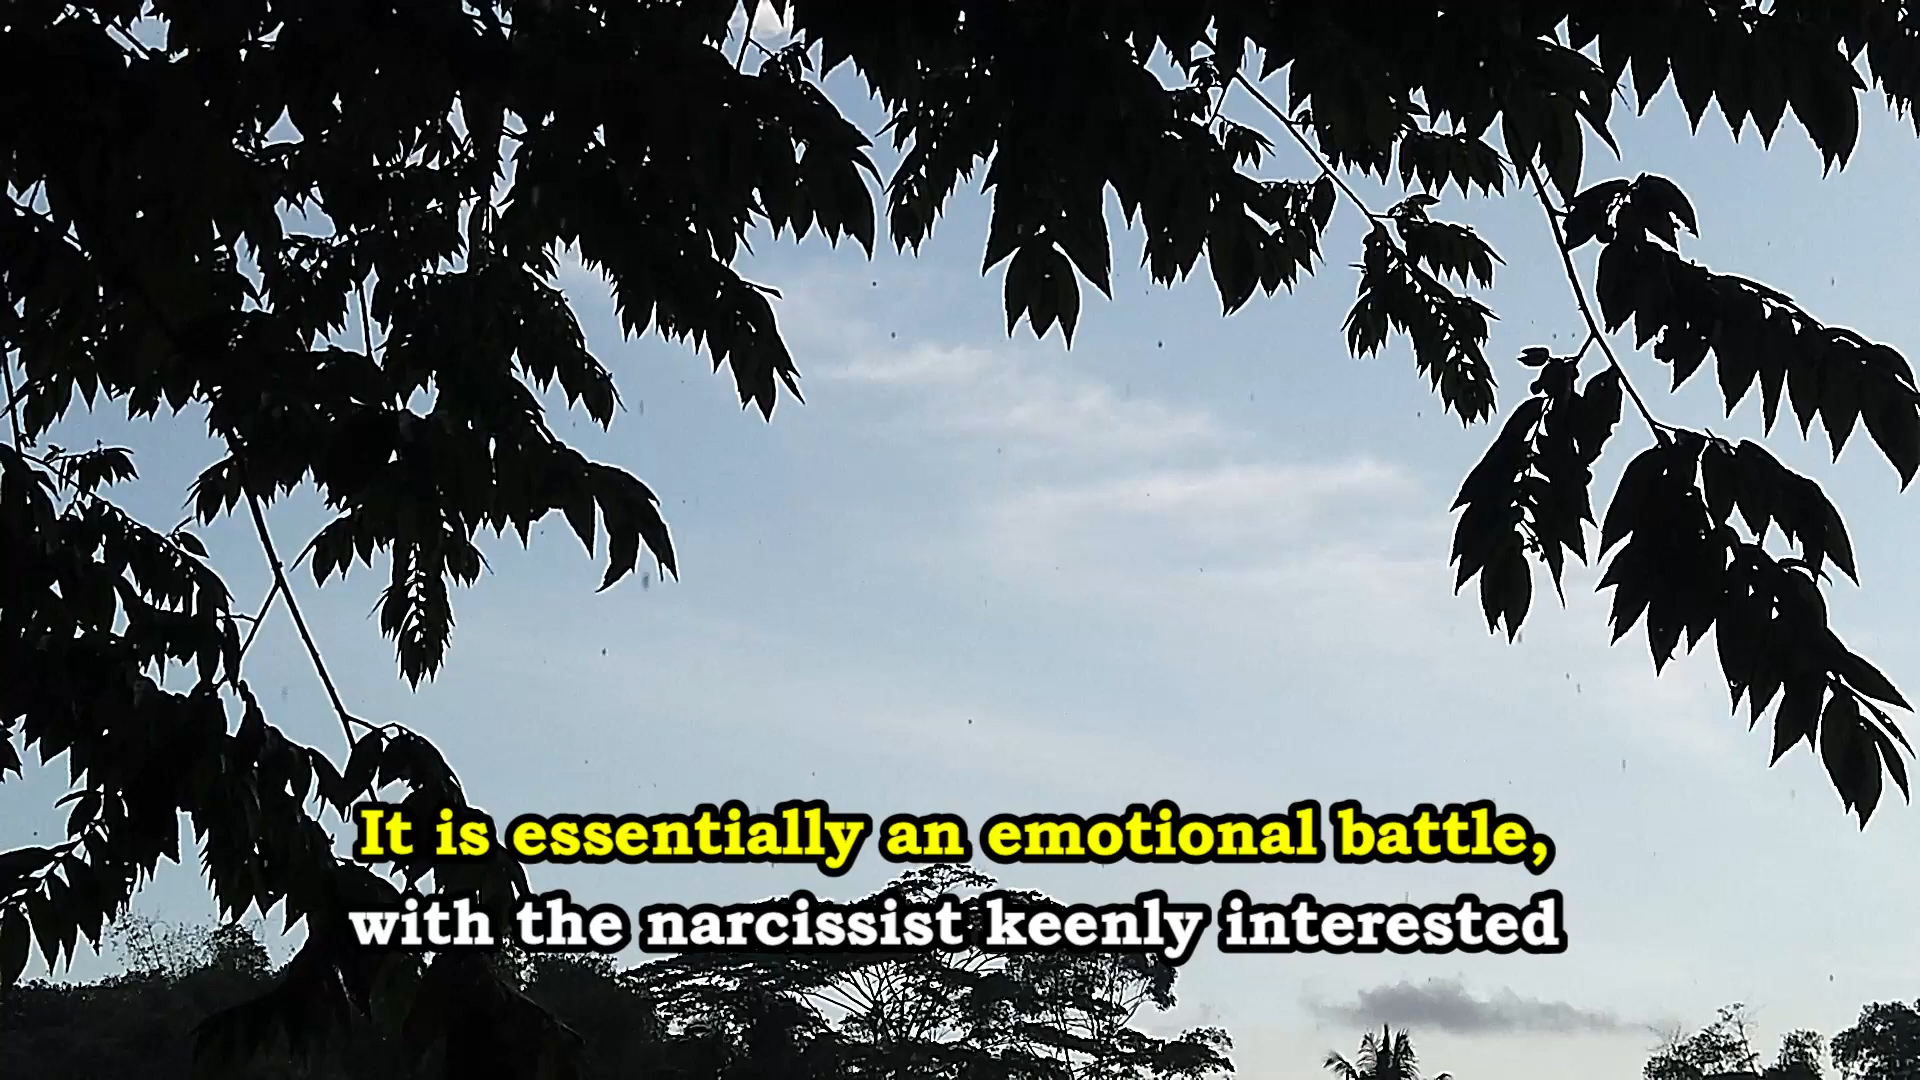 It is essentially an emotional battle,
with the narcissist keenly interested